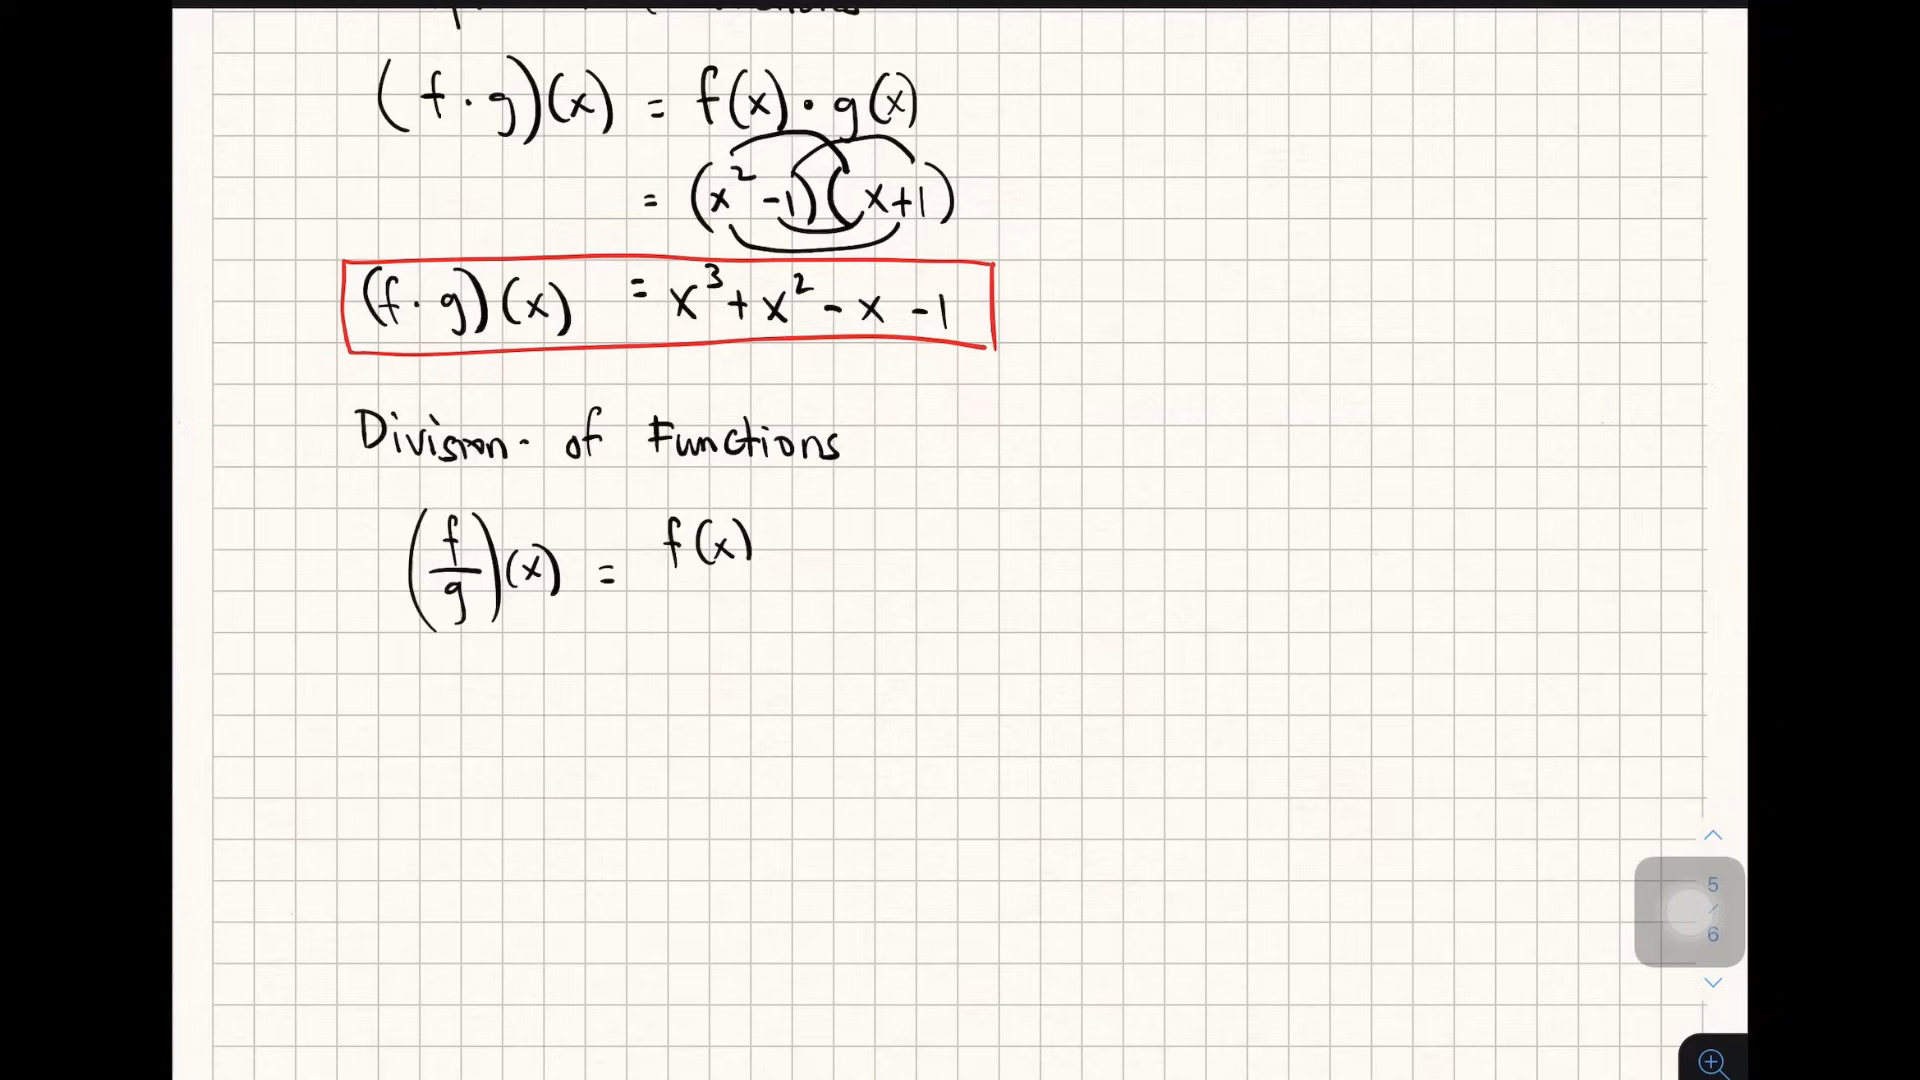 (f · g)(x) = f(x) · g(x)
= (x² - 1)(x + 1)
(f · g)(x) = x³ + x² - x - 1
Division of Functions
(f/g)(x) = f(x)
5
6